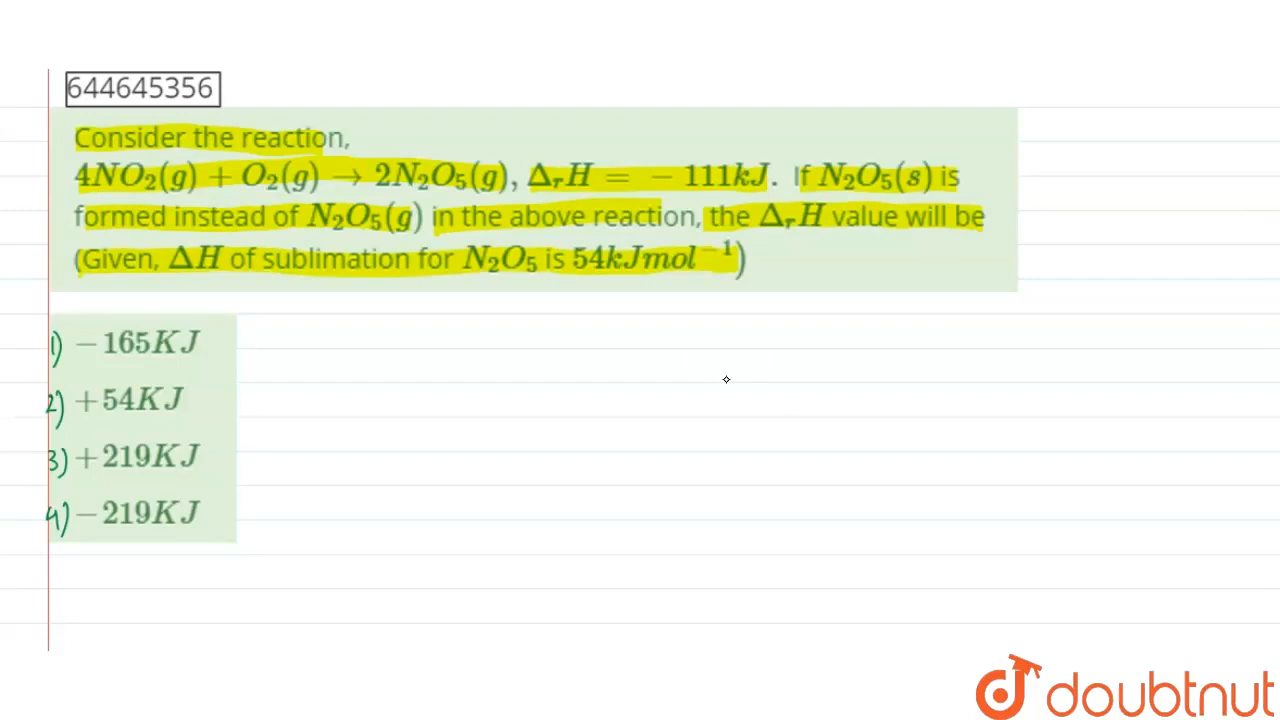 644645356
Consider the reaction,
4NO₂(g) + O₂(g) → 2N₂O₅(g), ΔᵣH = −111kJ. If N₂O₅(s) is
formed instead of N₂O₅(g) in the above reaction, the ΔᵣH value will be
(Given, ΔH of sublimation for N₂O₅ is 54kJmol⁻¹)
1) −165KJ
2) +54KJ
3) +219KJ
4) −219KJ
doubtnut